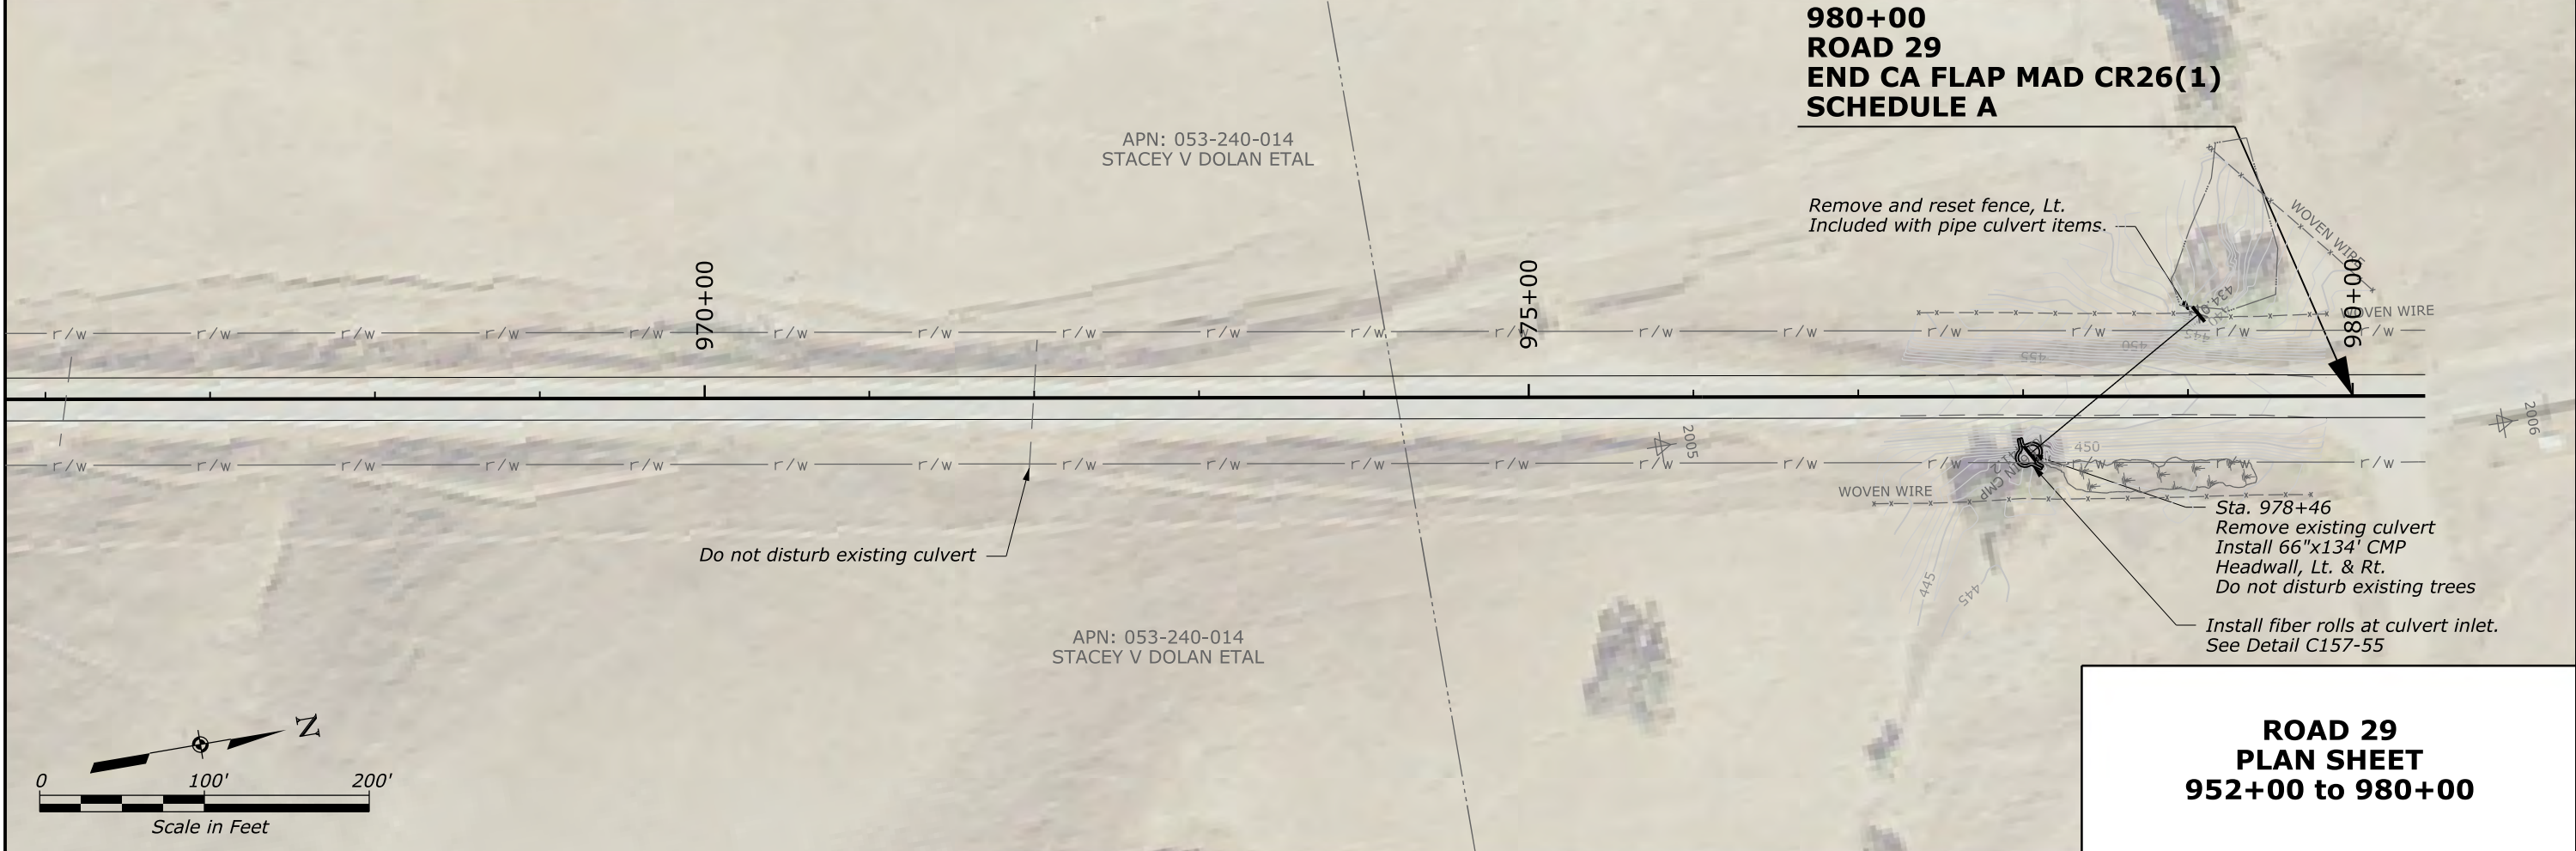 980+00
ROAD 29
END CA FLAP MAD CR26(1)
SCHEDULE A
APN: 053-240-014
STACEY V DOLAN ETAL
Remove and reset fence, Lt.
Included with pipe culvert items.
WOVEN WIRE
970+00
975+00
980+00
WOVEN WIRE
r/w r/w r/w r/w r/w r/w r/w r/w r/w r/w r/w r/w r/w r/w r/w r/w r/w
445
455
450
450
2005
2006
r/w r/w r/w r/w r/w r/w r/w r/w r/w r/w r/w r/w r/w r/w r/w r/w r/w
CMP
WOVEN WIRE
Do not disturb existing culvert
Sta. 978+46
Remove existing culvert
Install 66"x134' CMP
Headwall, Lt. & Rt.
Do not disturb existing trees
445
445
Install fiber rolls at culvert inlet.
See Detail C157-55
APN: 053-240-014
STACEY V DOLAN ETAL
N
0 100' 200'
Scale in Feet
ROAD 29
PLAN SHEET
952+00 to 980+00